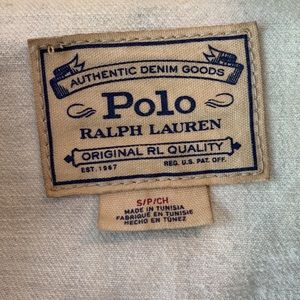 AUTHENTIC DENIM GOODS
Polo
RALPH LAUREN
ORIGINAL RL QUALITY
EST. 1967 REG. U.S. PAT. OFF.
S/P/CH
MADE IN TUNISIA
FABRIQUÉ EN TUNISIE
HECHO EN TÚNEZ